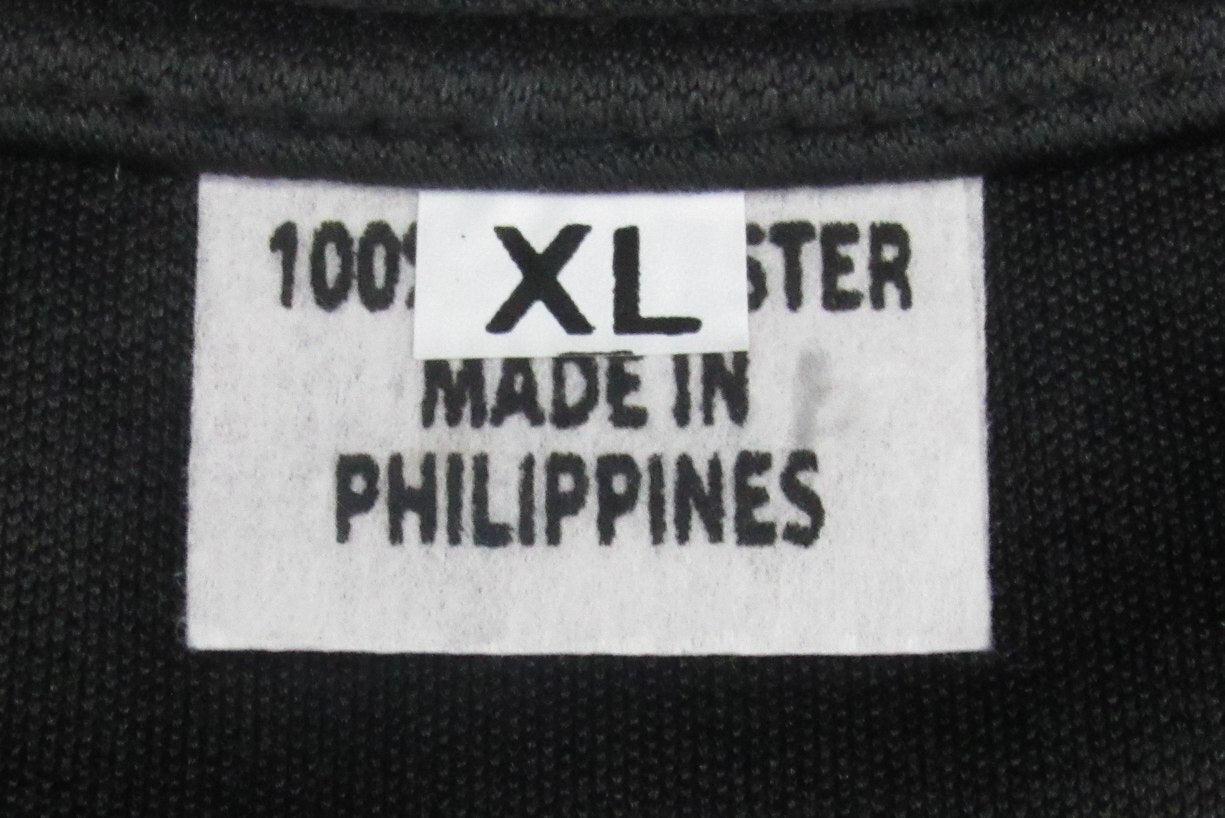 100% XL STER
MADE IN
PHILIPPINES